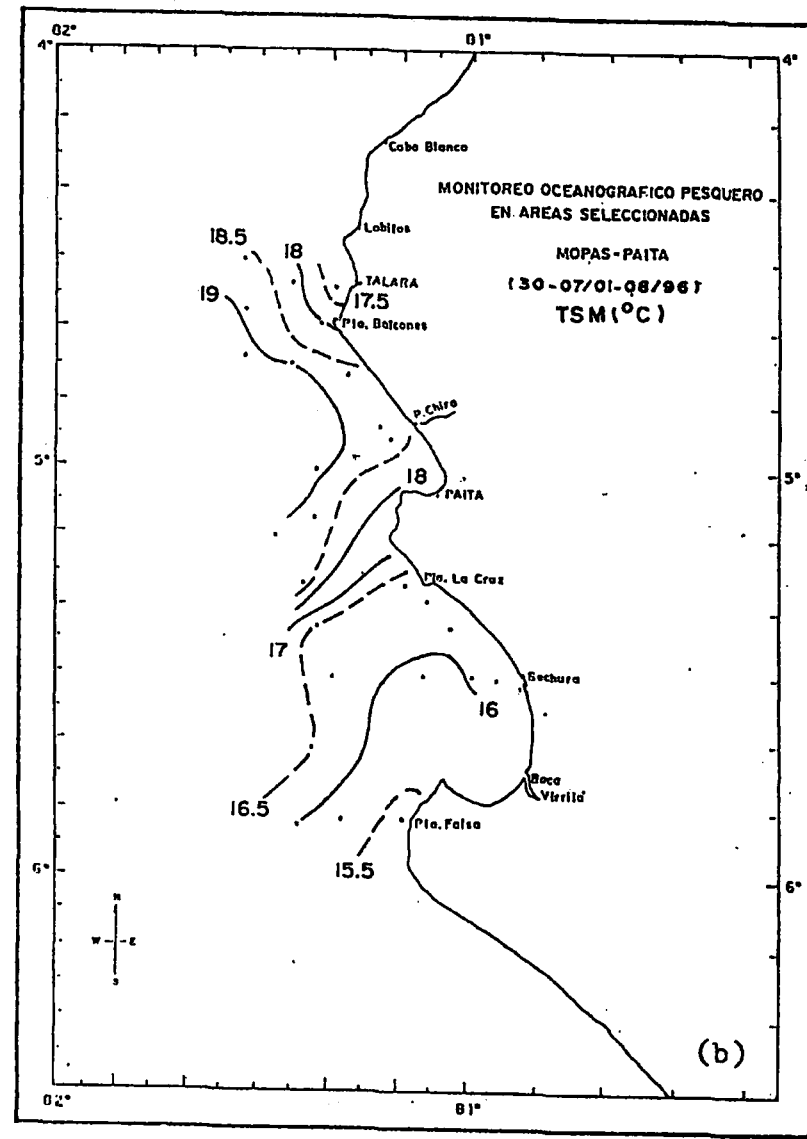 82° 81°
4° 4°
Cabo Blanco
MONITOREO OCEANOGRAFICO PESQUERO
EN AREAS SELECCIONADAS
Lobitos
18.5 18
MOPAS-PAITA
TALARA
(30-07/01-08/96)
19
17.5
TSM(°C)
Pta. Balcones
P. Chira
5° 18 5°
PAITA
Pta. La Cruz
17
Sechura
16
Boca
Virrila
16.5
Pta. Falsa
15.5
6° 6°
N
W E
S
(b)
82° 81°